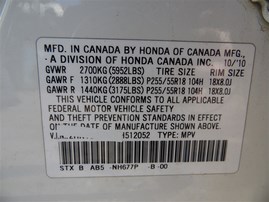 MFD. IN CANADA BY HONDA OF CANADA MFG.,
A DIVISION OF HONDA CANADA INC. 10/'10
GVWR 2700KG(5952LBS) TIRE SIZE RIM SIZE
GAWR F 1310KG(2888LBS) P255/55R18 104H 18X8.0J
GAWR R 1440KG(3175LBS) P255/55R18 104H 18X8.0J
THIS VEHICLE CONFORMS TO ALL APPLICABLE
FEDERAL MOTOR VEHICLE SAFETY
STANDARDS IN EFFECT ON
THE DATE OF MANUFACTURE SHOWN ABOVE.
H512052 TYPE: MPV
STX B AB5 -NH677P -B -00